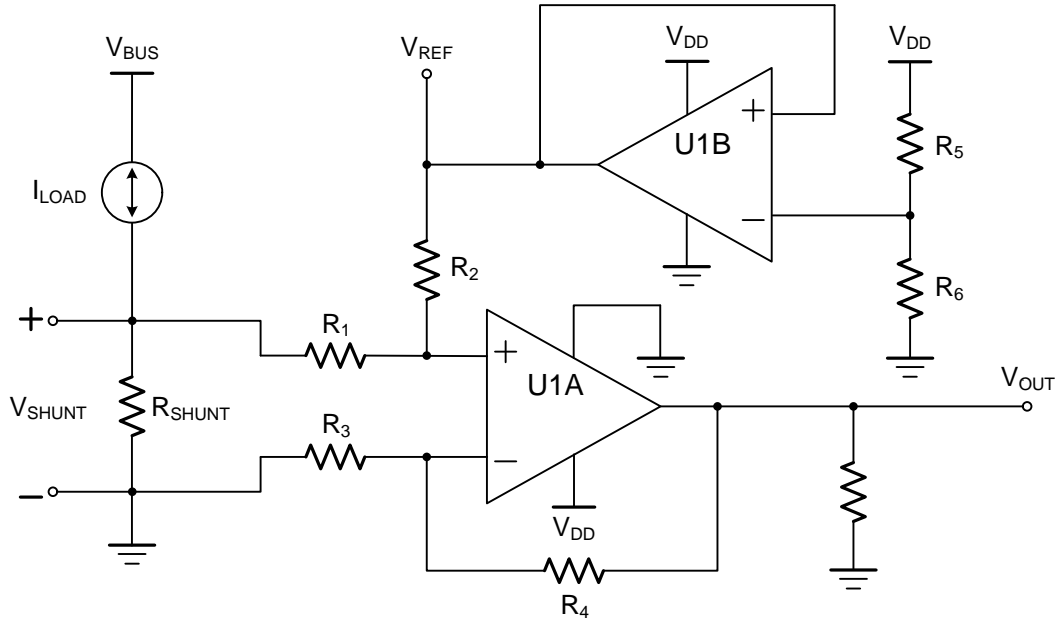 V_BUS
V_REF
V_DD
V_DD
+
U1B
R_5
−
I_LOAD
R_2
R_6
+
R_1
+
U1A
V_OUT
V_SHUNT
R_SHUNT
R_3
−
−
V_DD
R_4